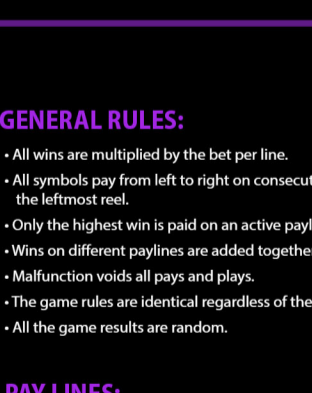 GENERAL RULES:
• All wins are multiplied by the bet per line.
• All symbols pay from left to right on
the leftmost reel.
• Only the highest win is paid on an active
• Wins on different paylines are added
• Malfunction voids all pays and plays.
• The game rules are identical regardless of the
• All the game results are random.
PAY LINES: